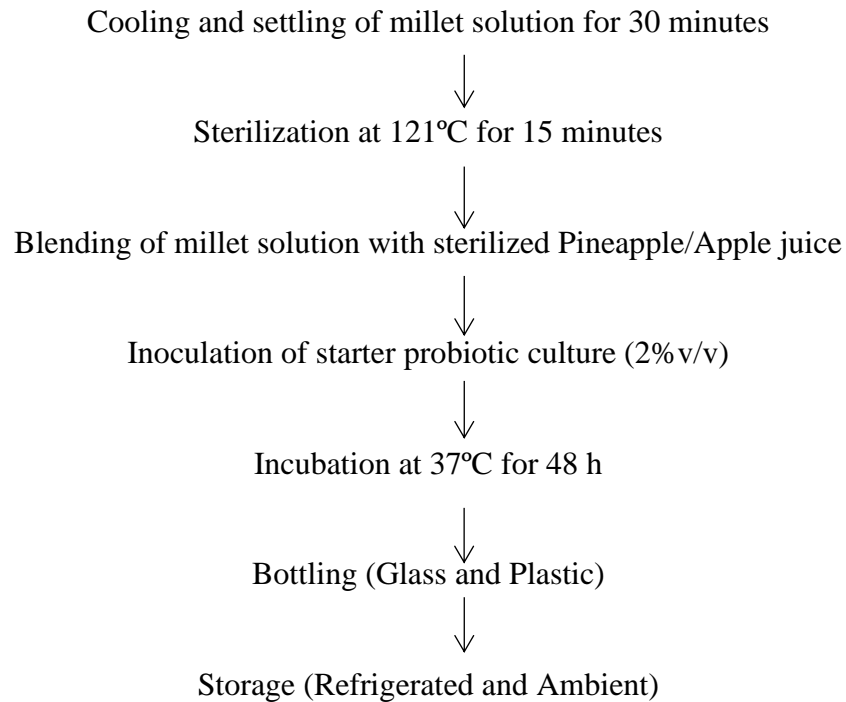 Cooling and settling of millet solution for 30 minutes
Sterilization at 121ºC for 15 minutes
Blending of millet solution with sterilized Pineapple/Apple juice
Inoculation of starter probiotic culture (2%v/v)
Incubation at 37ºC for 48 h
Bottling (Glass and Plastic)
Storage (Refrigerated and Ambient)